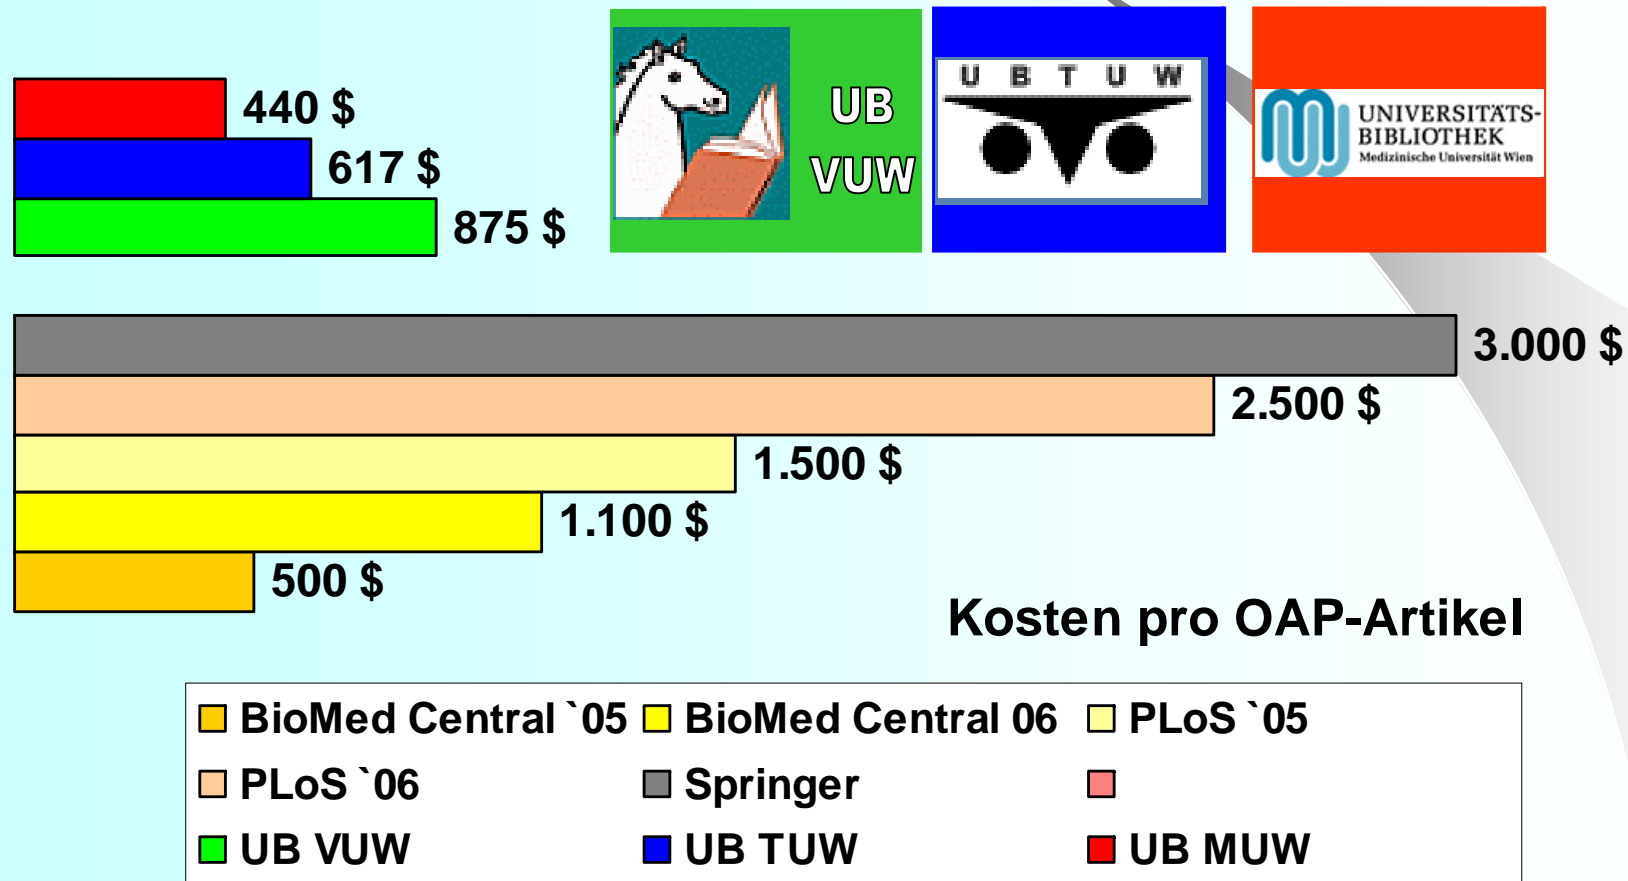 440 $
617 $
875 $
UB
VUW
U B T U W
UNIVERSITÄTS-
BIBLIOTHEK
Medizinische Universität Wien
3.000 $
2.500 $
1.500 $
1.100 $
500 $
Kosten pro OAP-Artikel
BioMed Central `05 BioMed Central 06 PLoS `05
PLoS `06 Springer
UB VUW UB TUW UB MUW